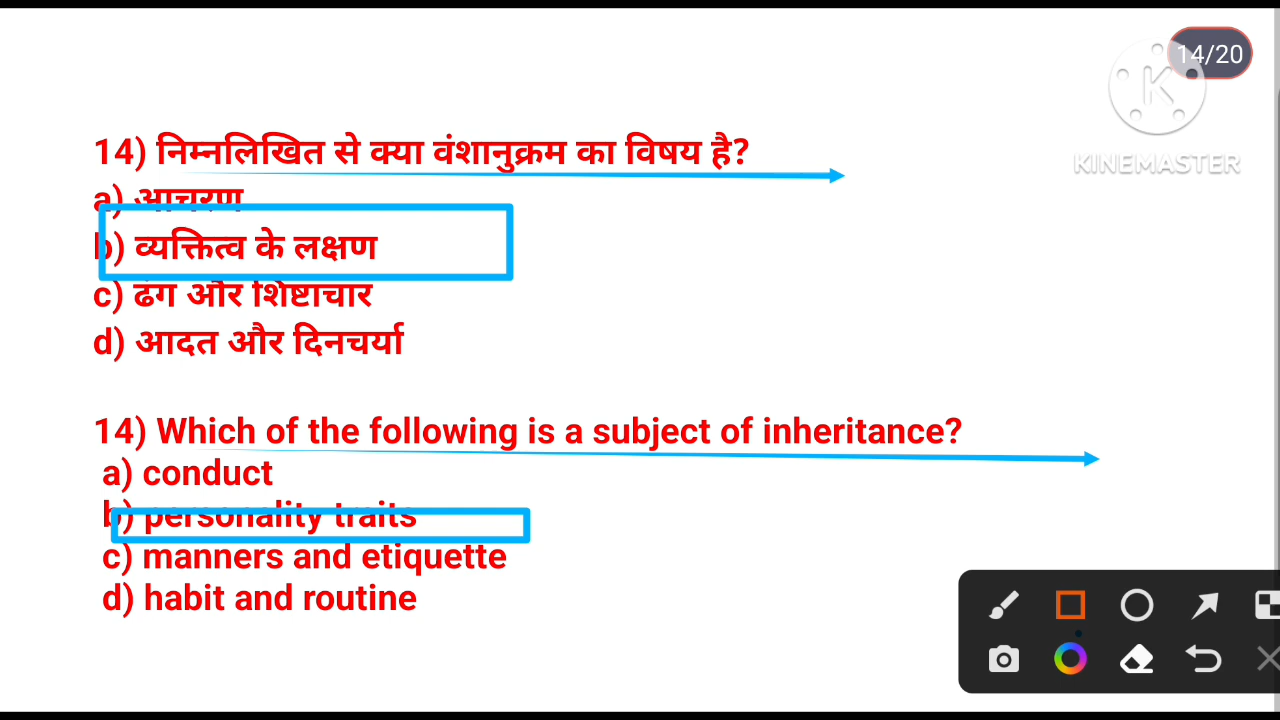 14/20
KINEMASTER
14) निम्नलिखित से क्या वंशानुक्रम का विषय है?
a) आचरण
b) व्यक्तित्व के लक्षण
c) ढंग और शिष्टाचार
d) आदत और दिनचर्या
14) Which of the following is a subject of inheritance?
a) conduct
b) personality traits
c) manners and etiquette
d) habit and routine